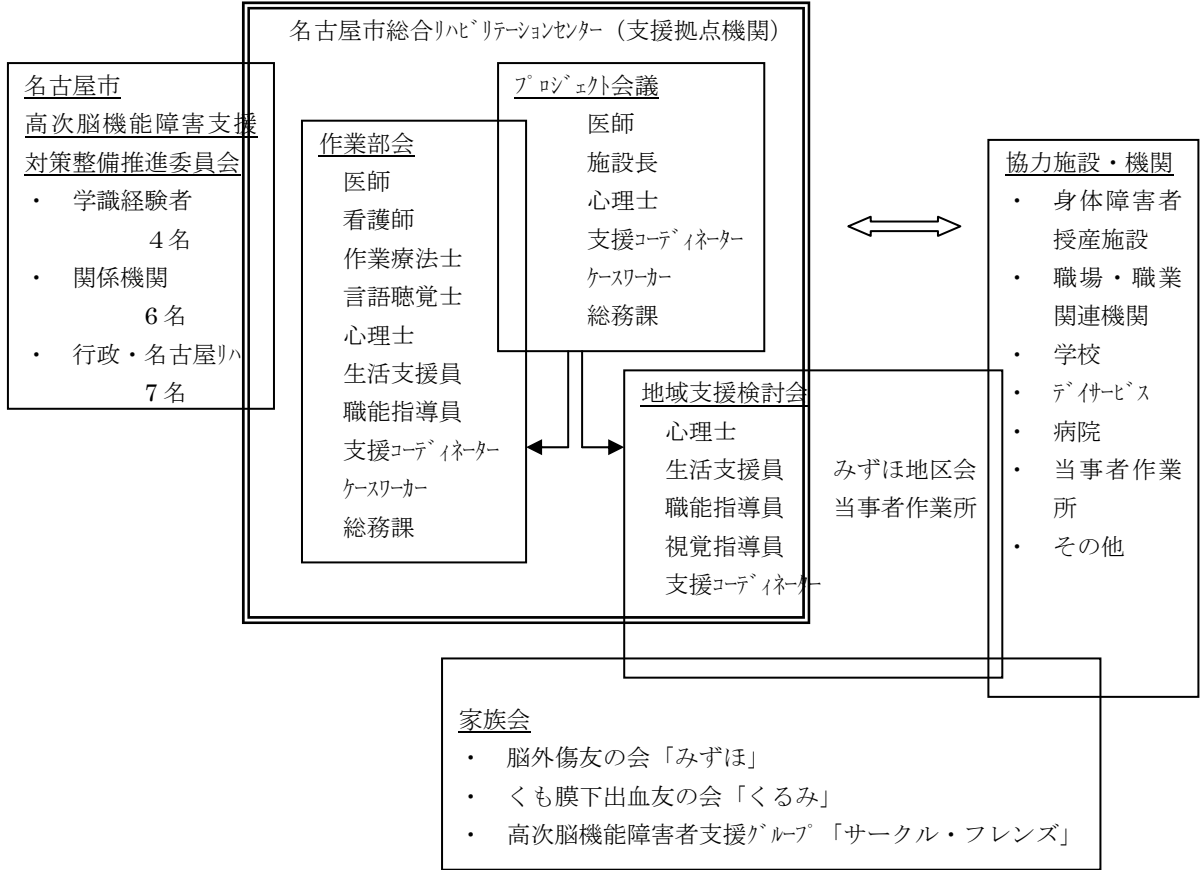 名古屋市総合ﾘﾊﾋﾞﾘﾃｰｼｮﾝｾﾝﾀｰ（支援拠点機関）
名古屋市
高次脳機能障害支援
対策整備推進委員会
・ 学識経験者
４名
・ 関係機関
６名
・ 行政・名古屋ﾘﾊ
７名
作業部会
医師
看護師
作業療法士
言語聴覚士
心理士
生活支援員
職能指導員
支援ｺｰﾃﾞｨﾈｰﾀｰ
ｹｰｽﾜｰｶｰ
総務課
ﾌﾟﾛｼﾞｪｸﾄ会議
医師
施設長
心理士
支援ｺｰﾃﾞｨﾈｰﾀｰ
ｹｰｽﾜｰｶｰ
総務課
地域支援検討会
心理士
生活支援員 みずほ地区会
職能指導員 当事者作業所
視覚指導員
支援ｺｰﾃﾞｨﾈｰﾀｰ
協力施設・機関
・ 身体障害者
授産施設
・ 職場・職業
関連機関
・ 学校
・ ﾃﾞｲｻｰﾋﾞｽ
・ 病院
・ 当事者作業
所
・ その他
家族会
・ 脳外傷友の会「みずほ」
・ くも膜下出血友の会「くるみ」
・ 高次脳機能障害者支援ｸﾞﾙｰﾌﾟ「サークル・フレンズ」